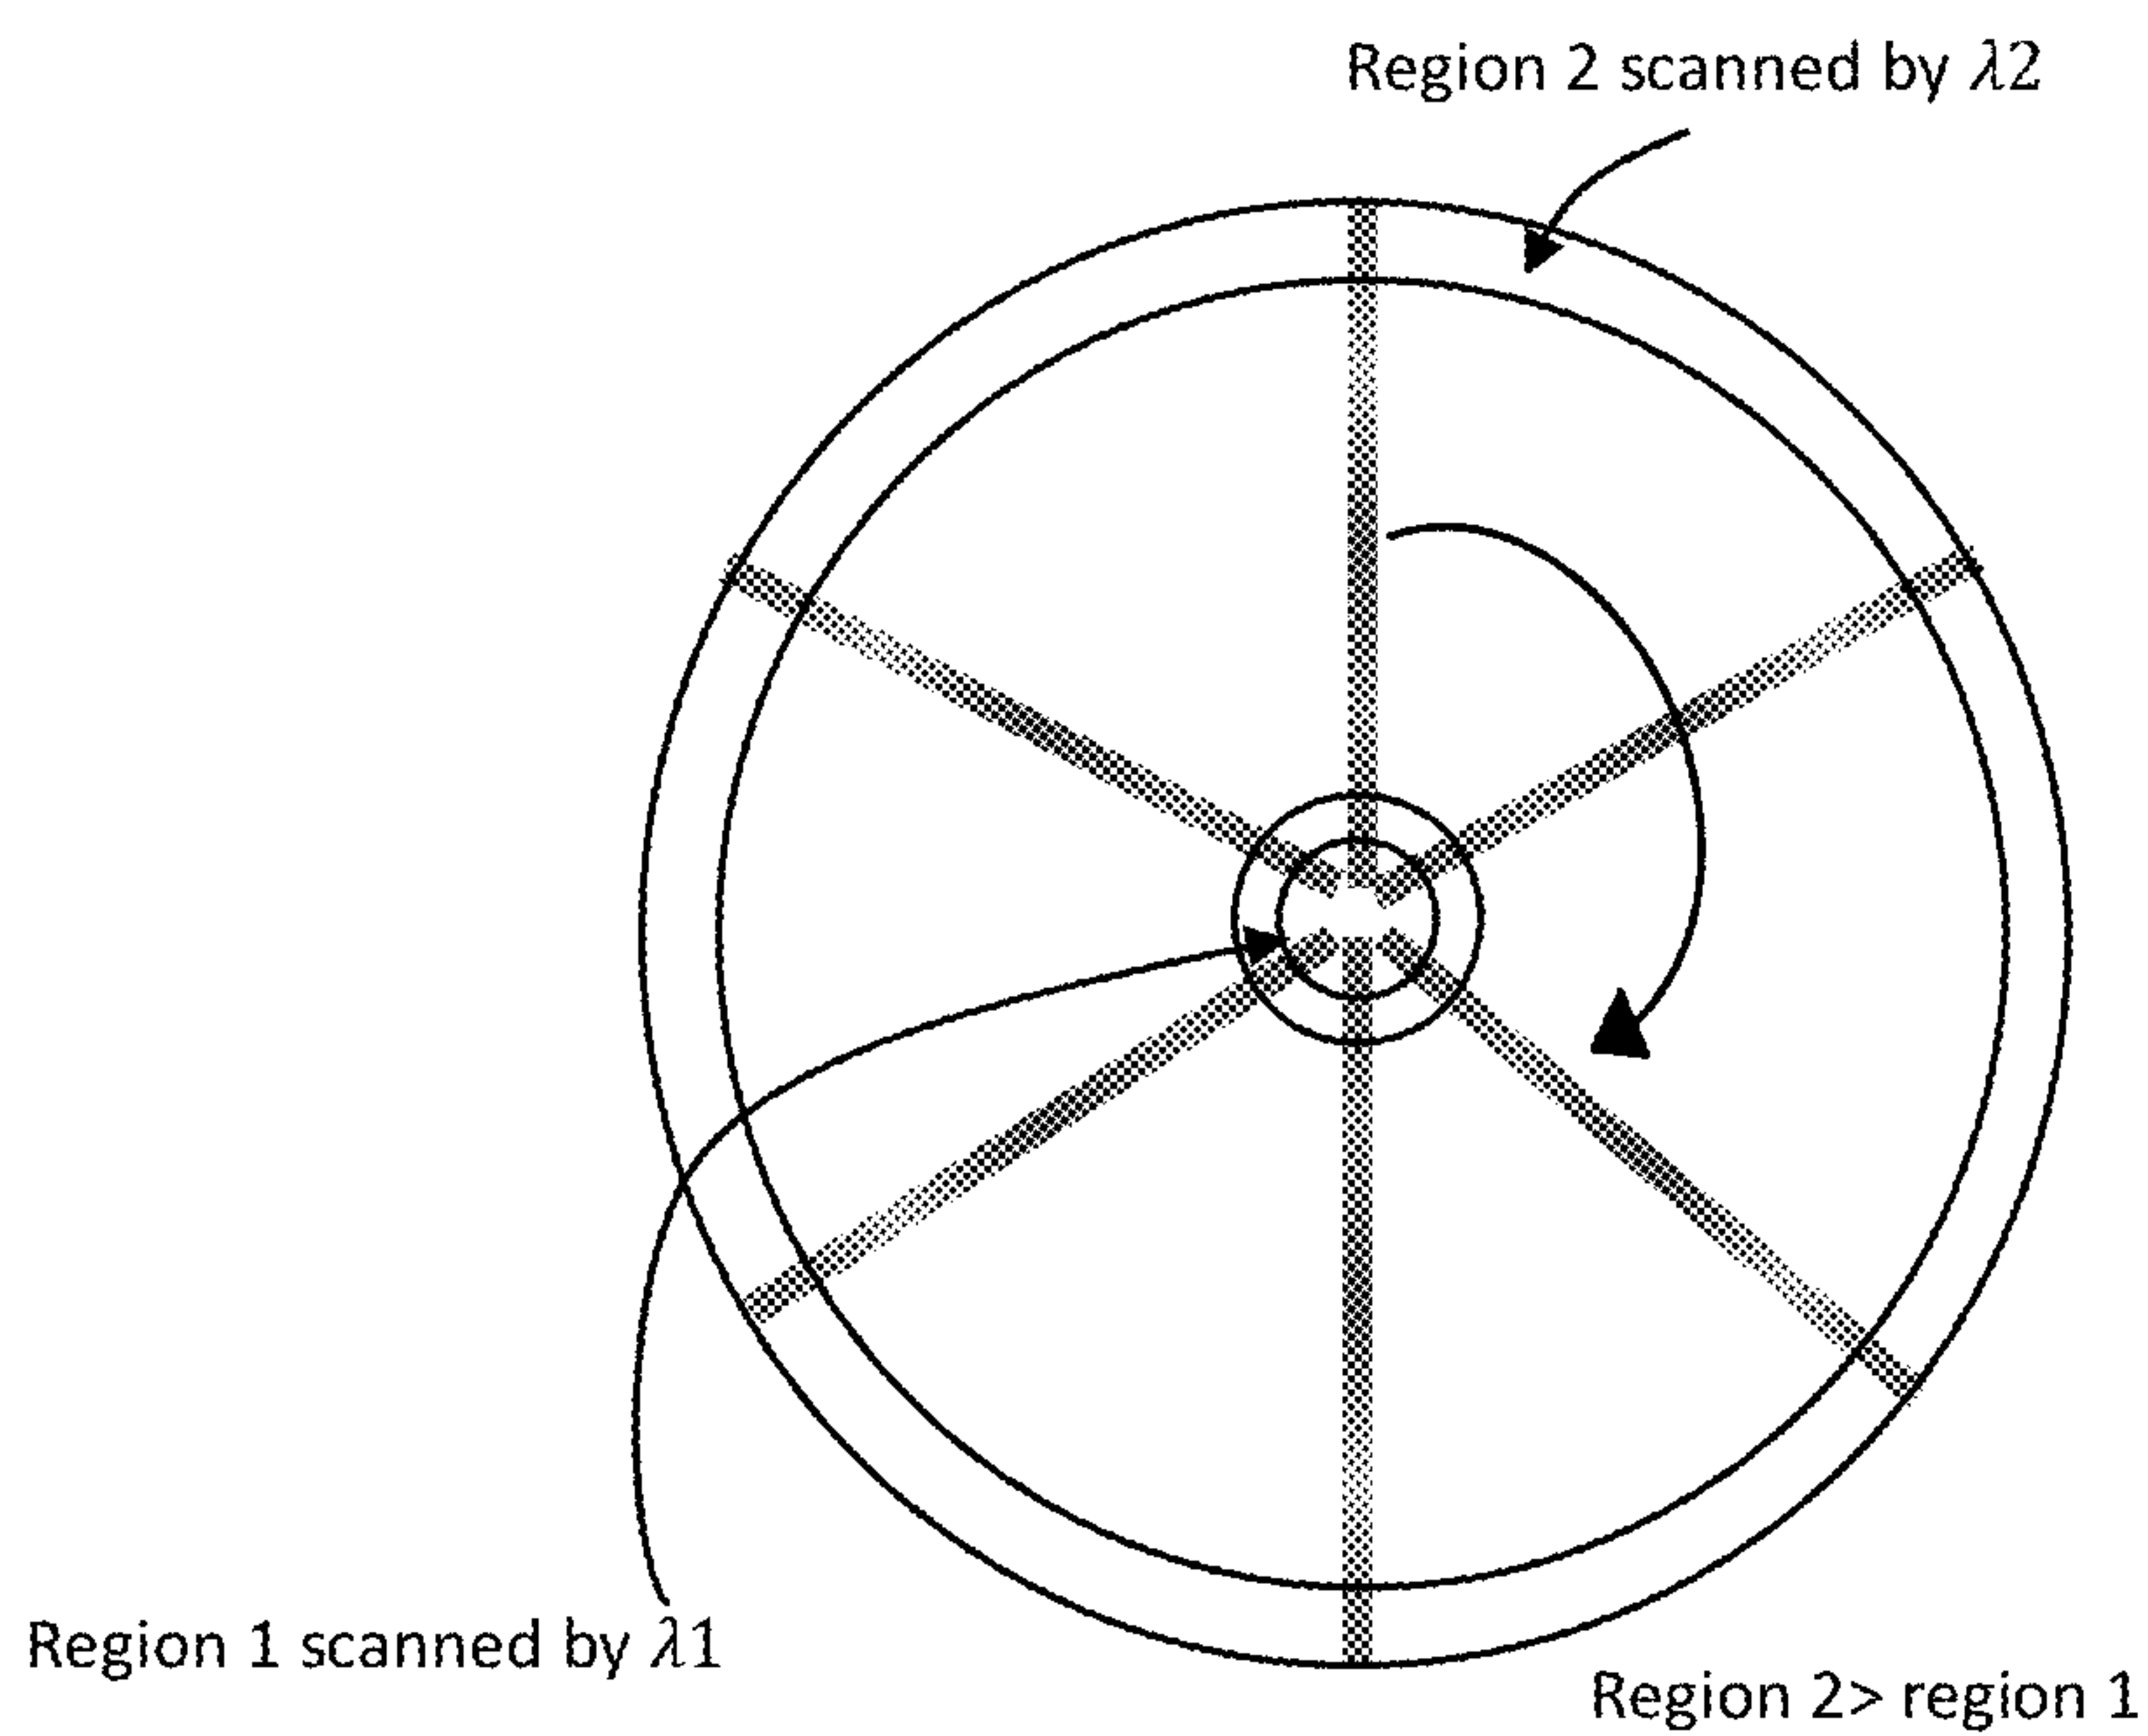 Region 2 scanned by λ2
Region 1 scanned by λ1
Region 2> region 1